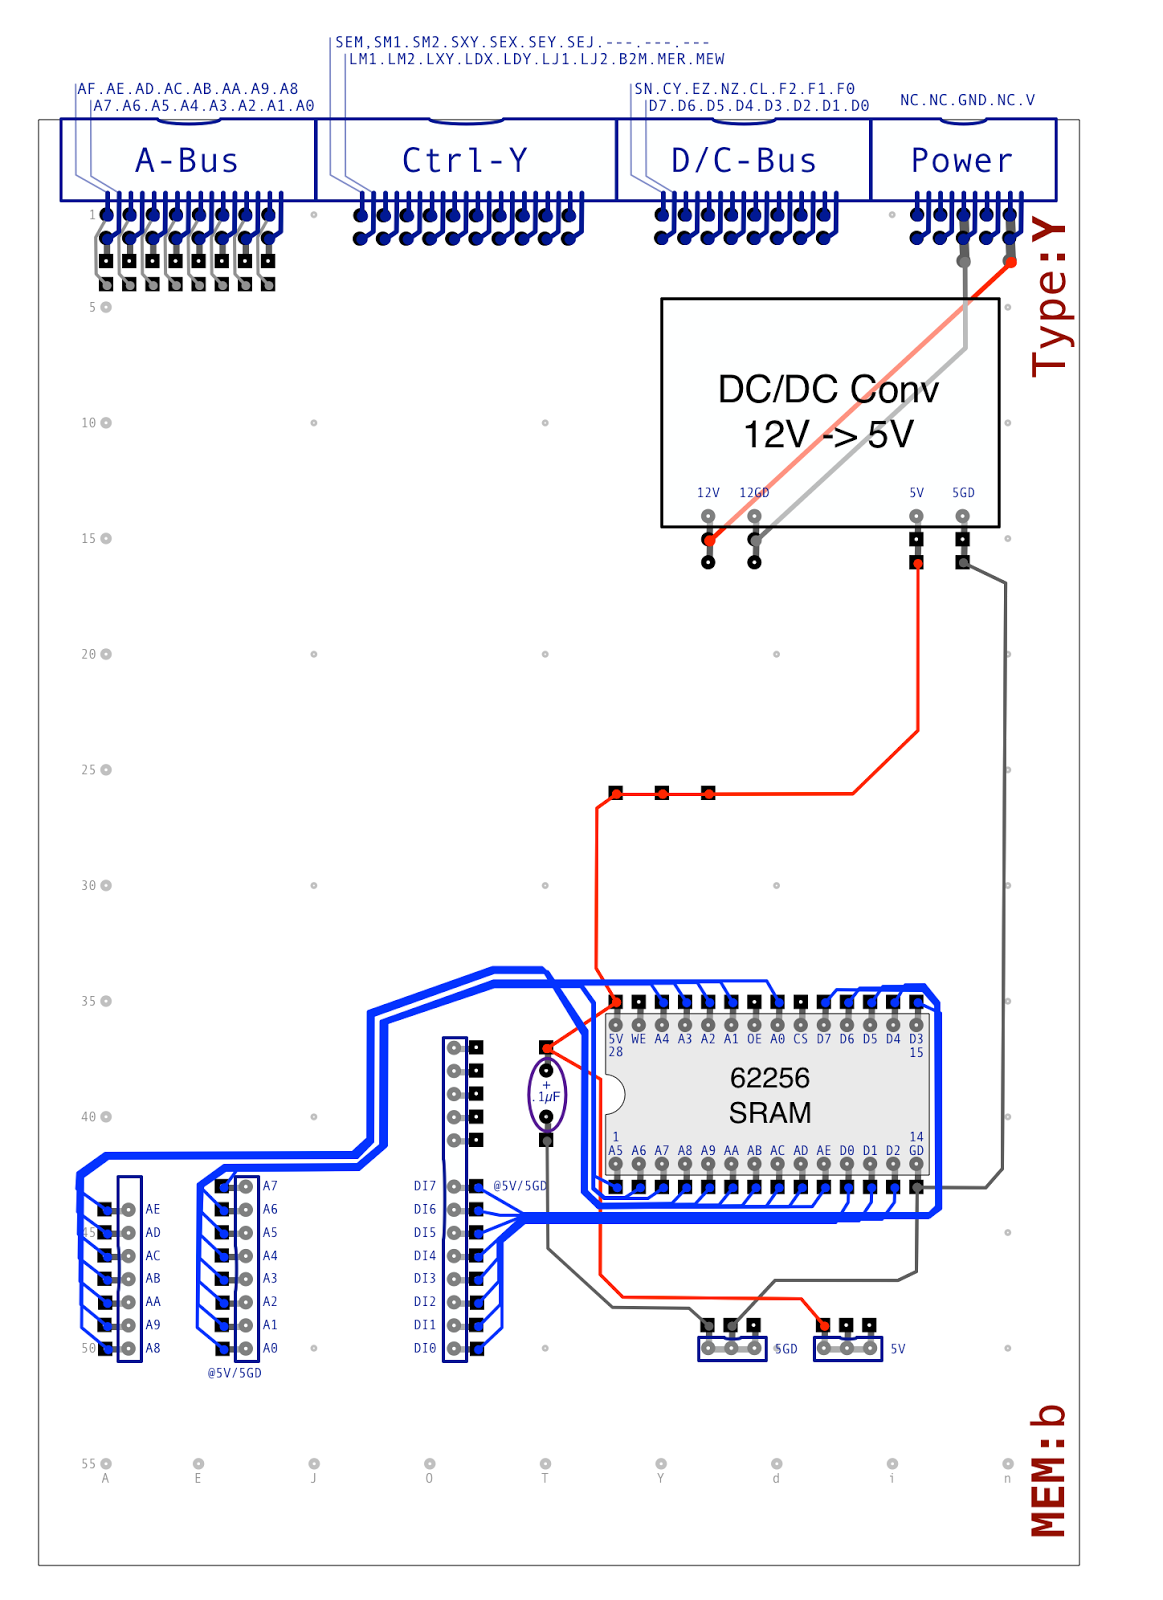 SEM,SM1.SM2.SXY.SEX.SEY.SEJ.---.---.---
LM1.LM2.LXY.LDX.LDY.LJ1.LJ2.B2M.MER.MEW
AF.AE.AD.AC.AB.AA.A9.A8
A7.A6.A5.A4.A3.A2.A1.A0
SN.CY.EZ.NZ.CL.F2.F1.F0
D7.D6.D5.D4.D3.D2.D1.D0
NC.NC.GND.NC.V
A-Bus
Ctrl-Y
D/C-Bus
Power
1
Type:Y
5
DC/DC Conv
12V -> 5V
10
12V 12GD 5V 5GD
15
20
25
30
35
5V WE A4 A3 A2 A1 OE A0 CS D7 D6 D5 D4 D3
28 15
62256
SRAM
+
.1µF
40
1 14
A5 A6 A7 A8 A9 AA AB AC AD AE D0 D1 D2 GD
A7
DI7
@5V/5GD
AE
A6
DI6
45
AD
A5
DI5
AC
A4
DI4
AB
A3
DI3
AA
A2
DI2
A9
A1
DI1
50
A8
A0
DI0
5GD
5V
@5V/5GD
MEM:b
55
A E J O T Y d i n